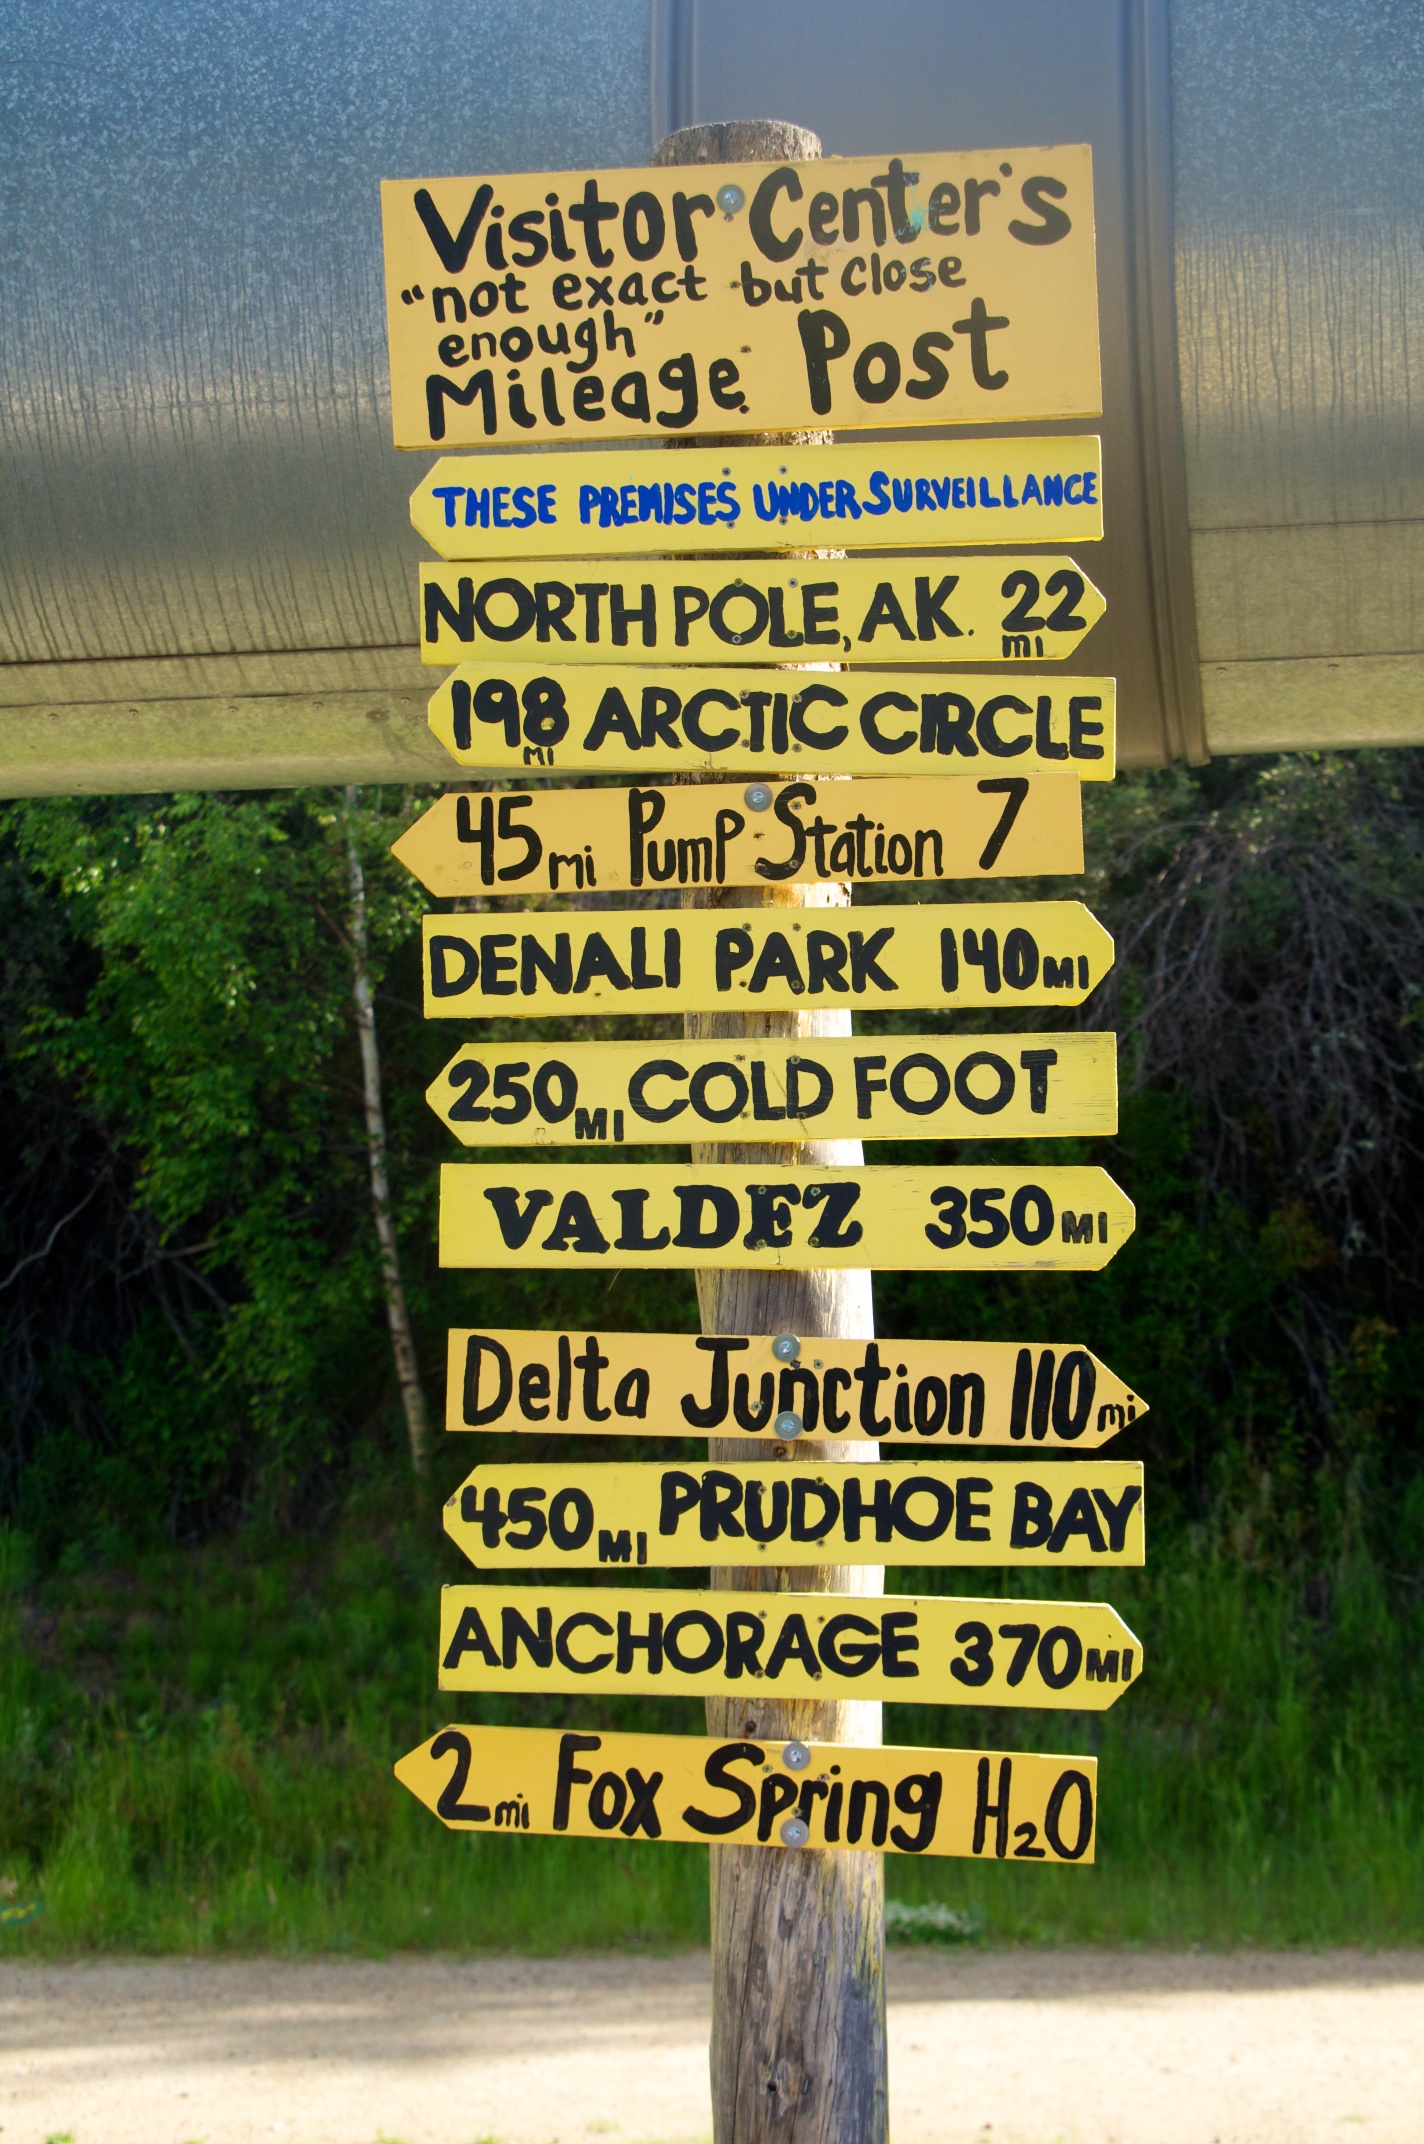 Visitor Center's
"not exact but close
enough"
Mileage Post
THESE PREMISES UNDER SURVEILLANCE
NORTH POLE, AK. 22
MI
198 ARCTIC CIRCLE
MI
45mi Pump Station 7
DENALI PARK 140 MI
250 MI COLD FOOT
VALDEZ 350 MI
Delta Junction 110 mi
450 MI PRUDHOE BAY
ANCHORAGE 370 MI
2 mi Fox Spring H₂O